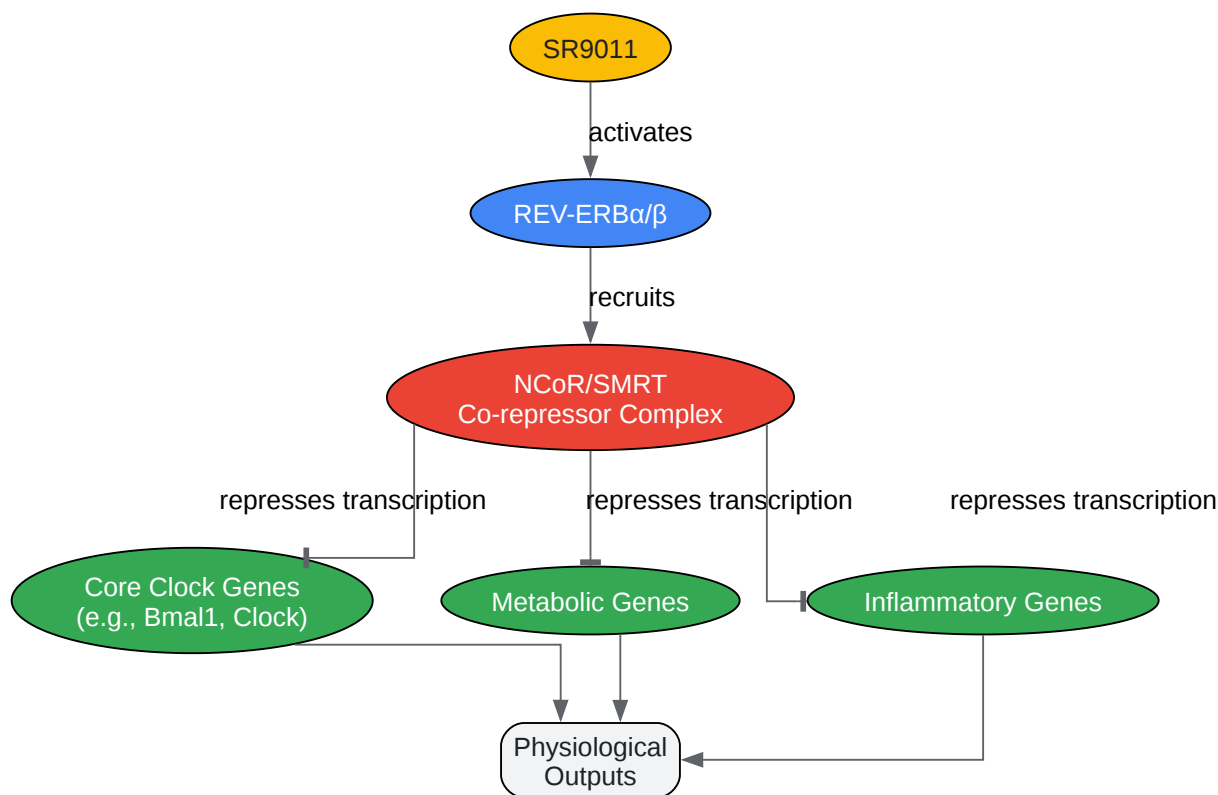 SR9011
activates
REV-ERBα/β
recruits
NCoR/SMRT
Co-repressor Complex
represses transcription
represses transcription
represses transcription
Core Clock Genes
(e.g., Bmal1, Clock)
Metabolic Genes
Inflammatory Genes
Physiological
Outputs